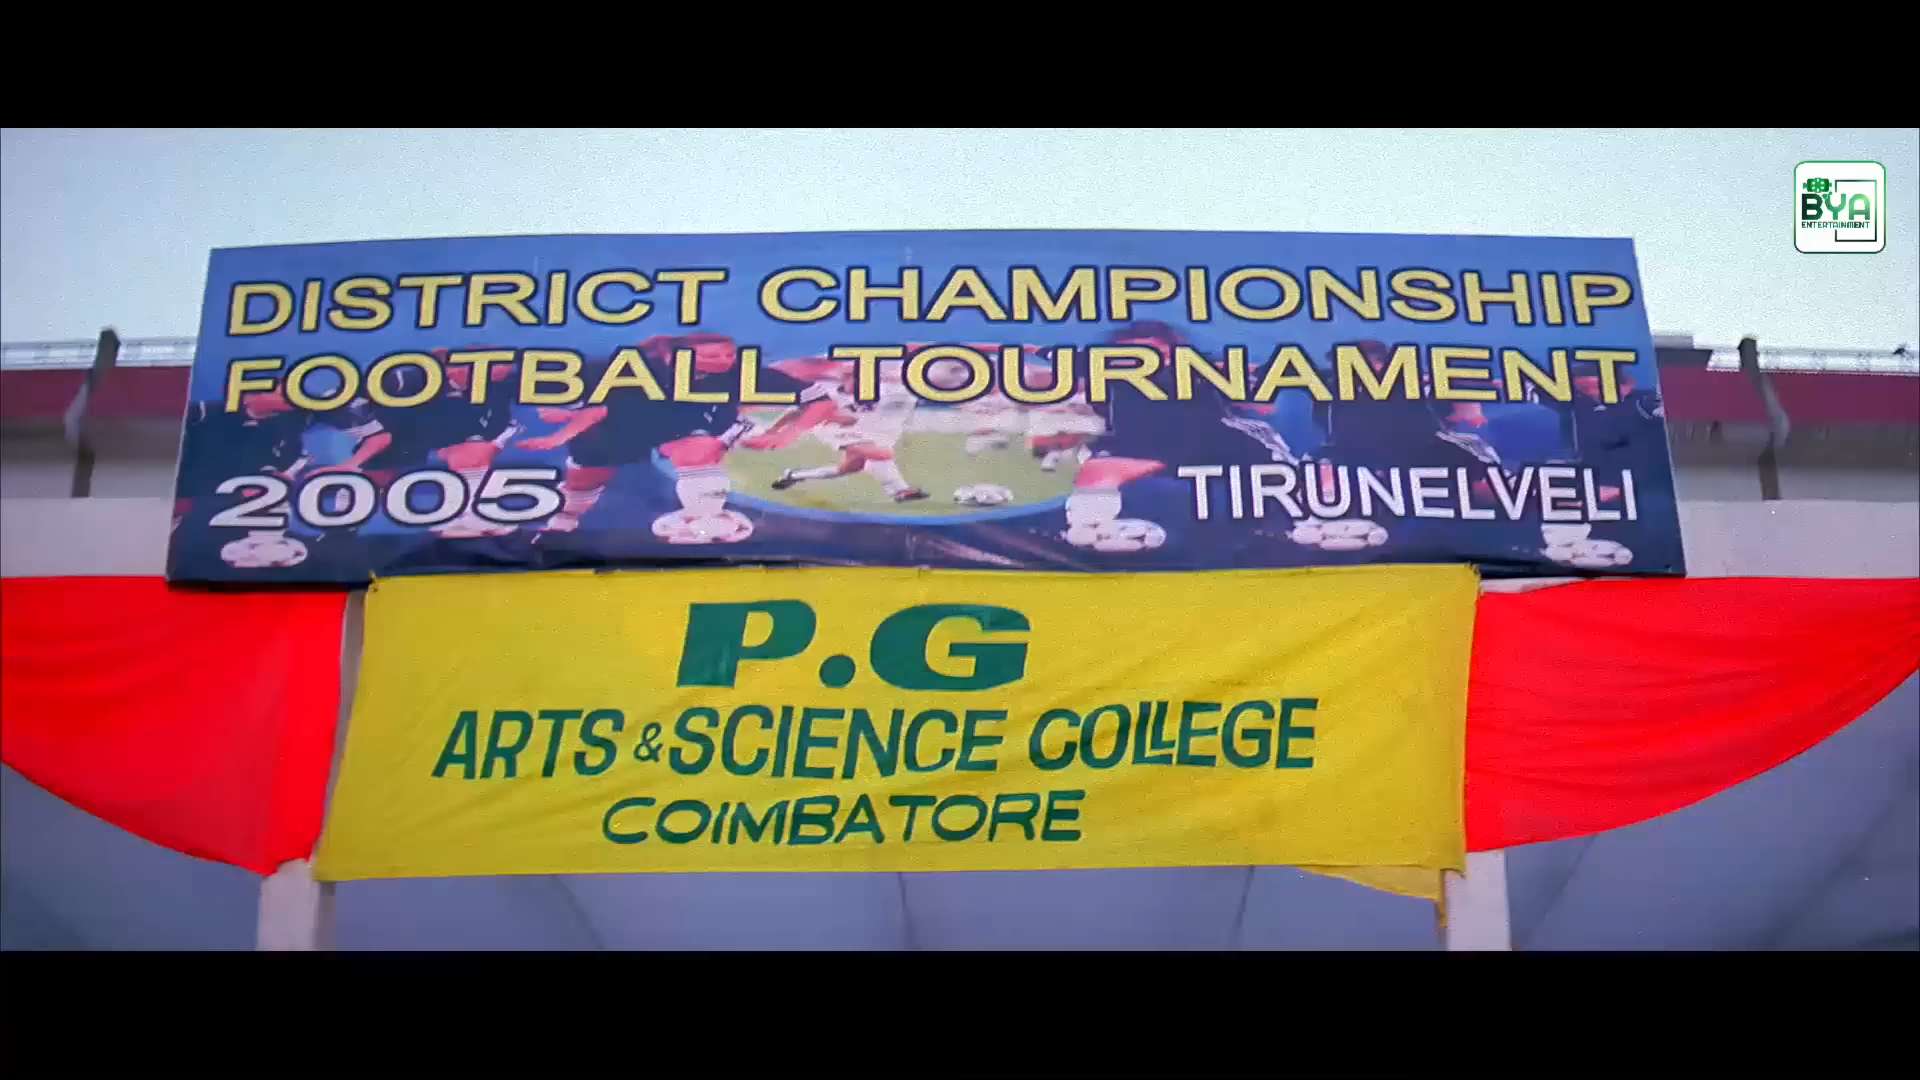 BYA
ENTERTAINMENT
DISTRICT CHAMPIONSHIP
FOOTBALL TOURNAMENT
2005 TIRUNELVELI
P.G
ARTS & SCIENCE COLLEGE
COIMBATORE